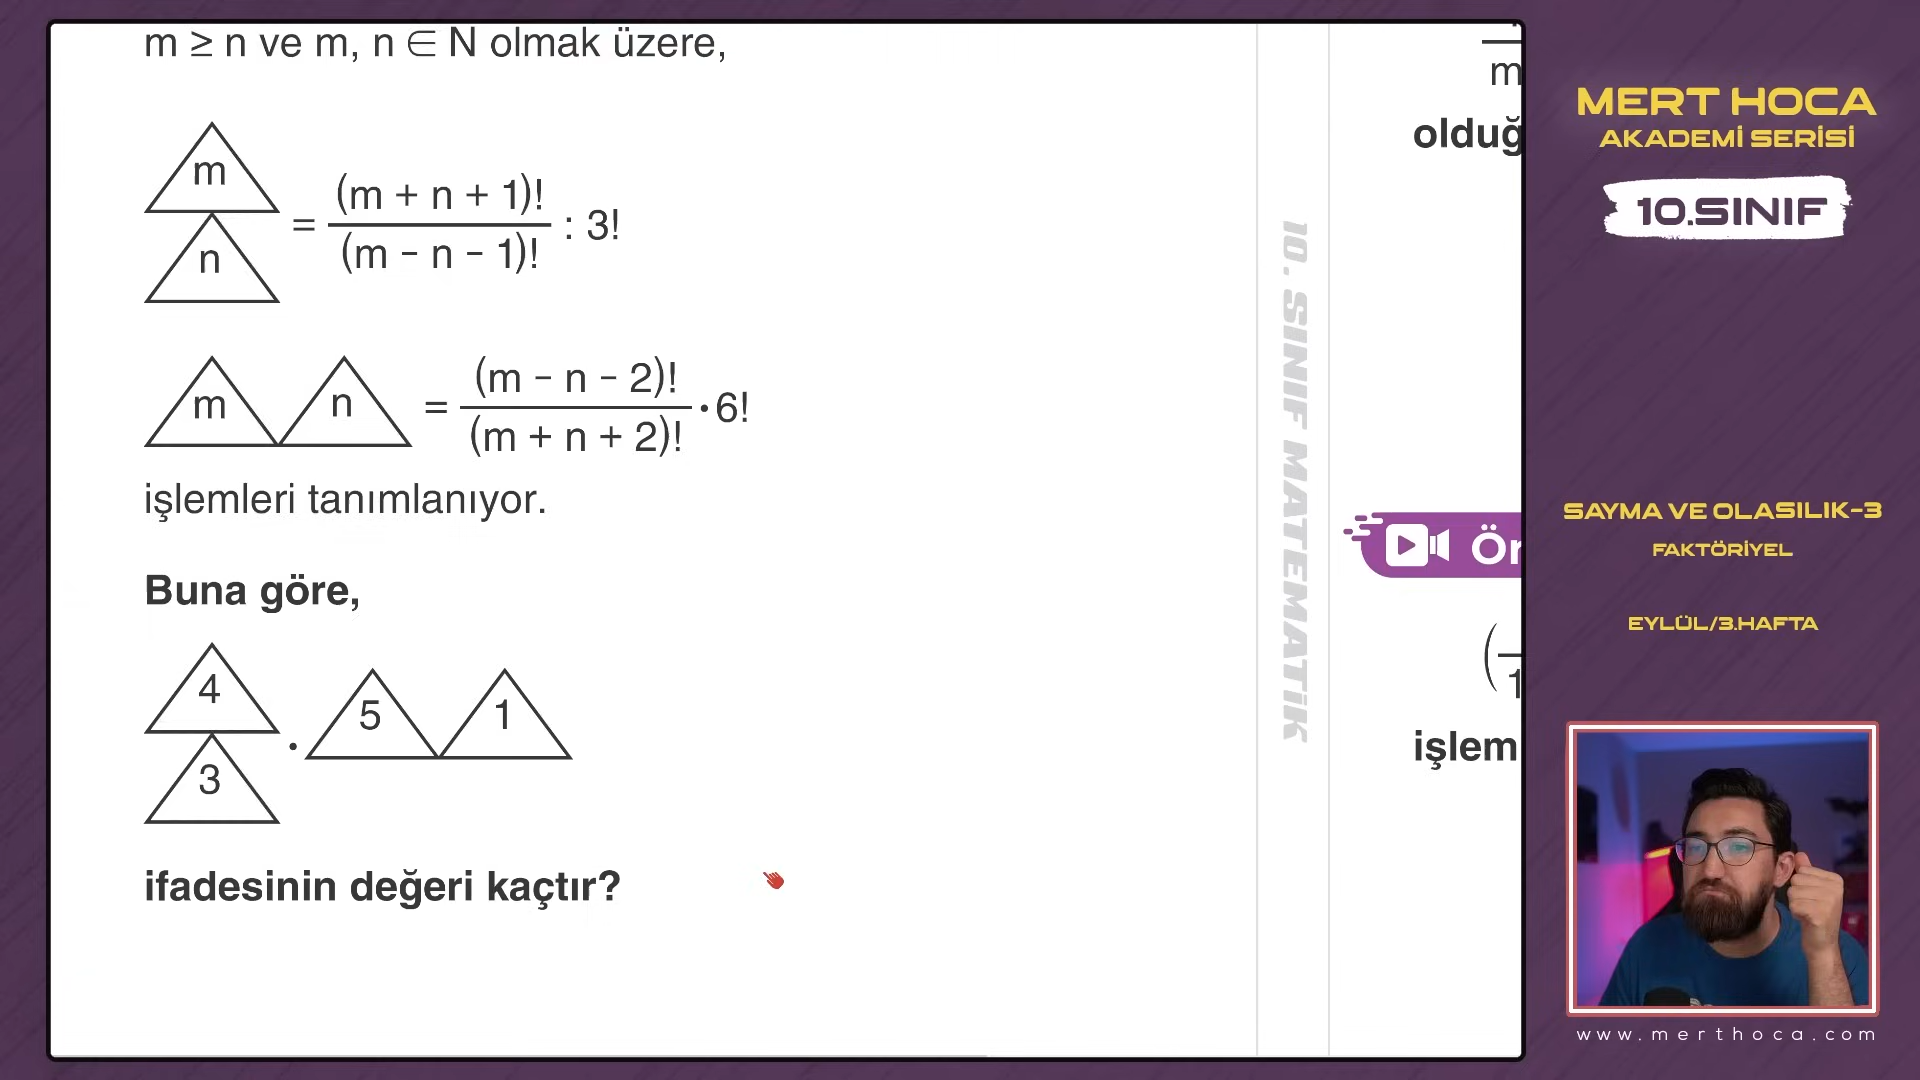 m ≥ n ve m, n ∈ N olmak üzere,
m
n
= (m + n + 1)! / (m - n - 1)! : 3!
m n = (m - n - 2)! / (m + n + 2)! · 6!
işlemleri tanımlanıyor.
Buna göre,
4
3
· 5 1
ifadesinin değeri kaçtır?
10. SINIF MATEMATİK
m
olduğ
Ör
(1
işlem
MERT HOCA
AKADEMİ SERİSİ
10.SINIF
SAYMA VE OLASILIK-3
FAKTÖRİYEL
EYLÜL/3.HAFTA
www.merthoca.com